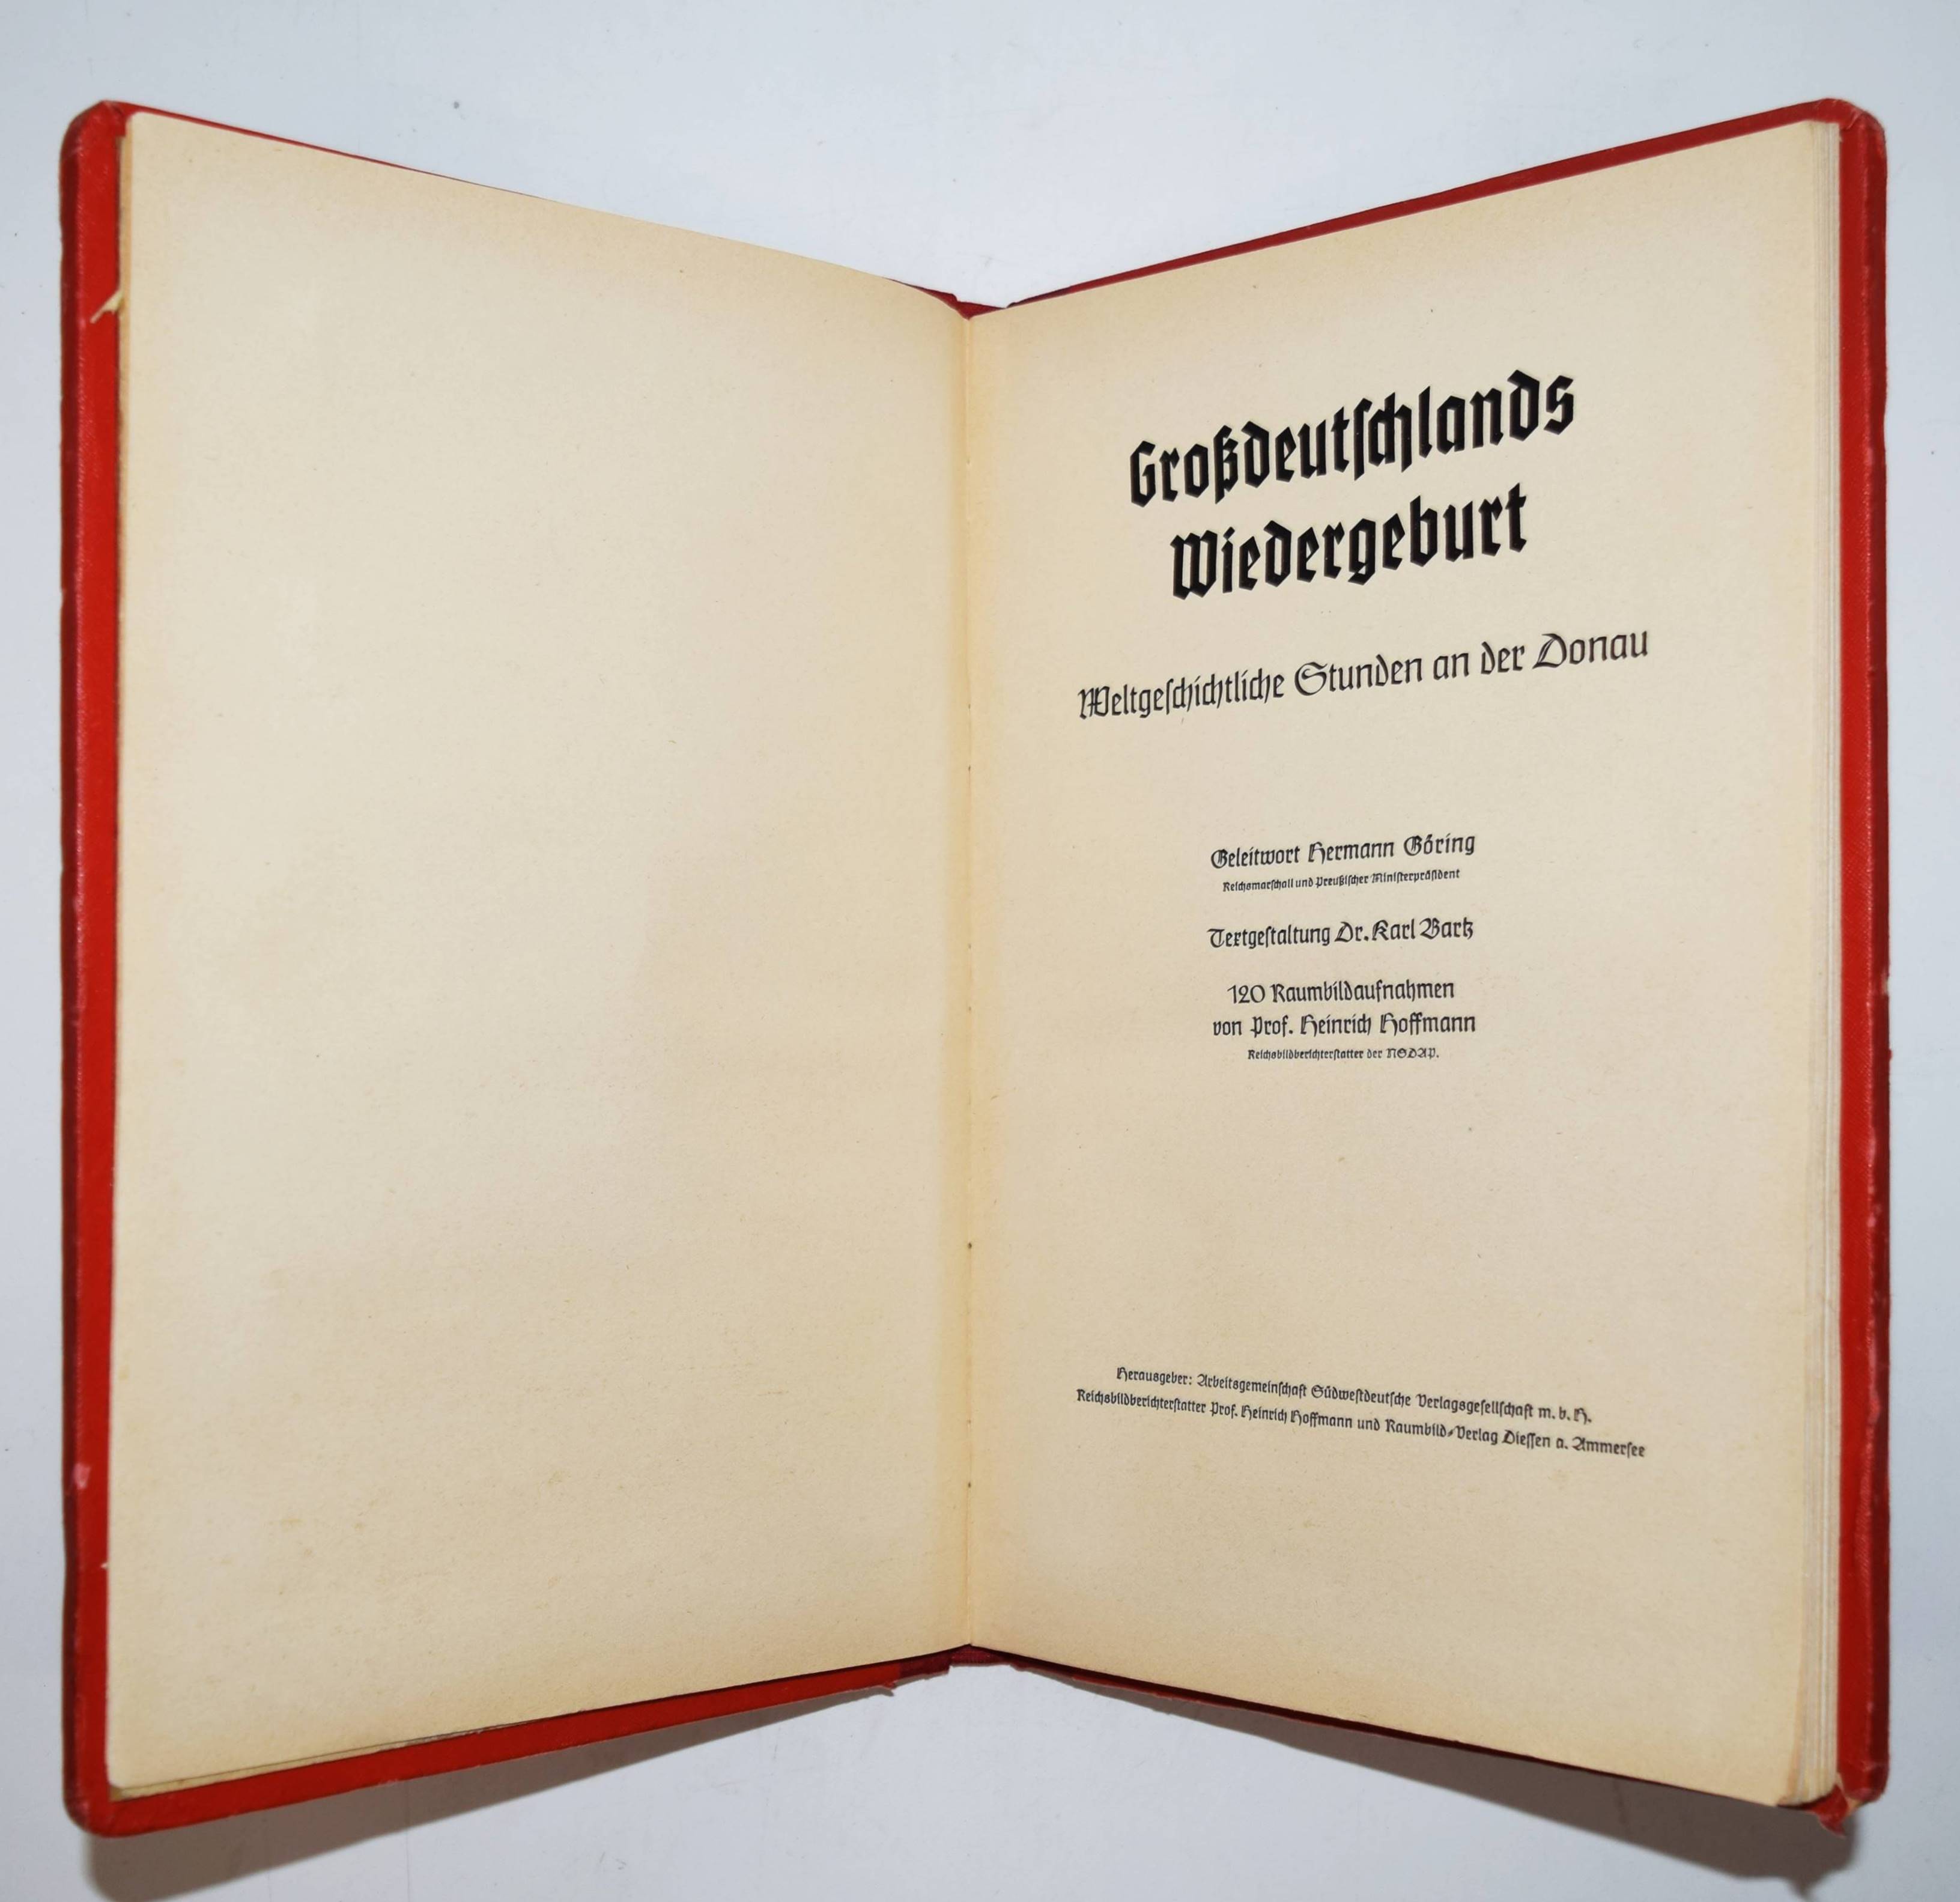 Großdeutſchlands
Wiedergeburt
Weltgeſchichtliche Stunden an der Donau
Geleitwort Hermann Göring
Reichsmarſchall und Preußiſcher Miniſterpräſident
Textgeſtaltung Dr. Karl Bartz
120 Raumbildaufnahmen
von Prof. Heinrich Hoffmann
Reichsbildberichterſtatter der NSDAP.
Herausgeber: Arbeitsgemeinſchaft Südweſtdeutſche Verlagsgeſellſchaft m. b. H.
Reichsbildberichterſtatter Prof. Heinrich Hoffmann und Raumbild-Verlag Dieſſen a. Ammerſee